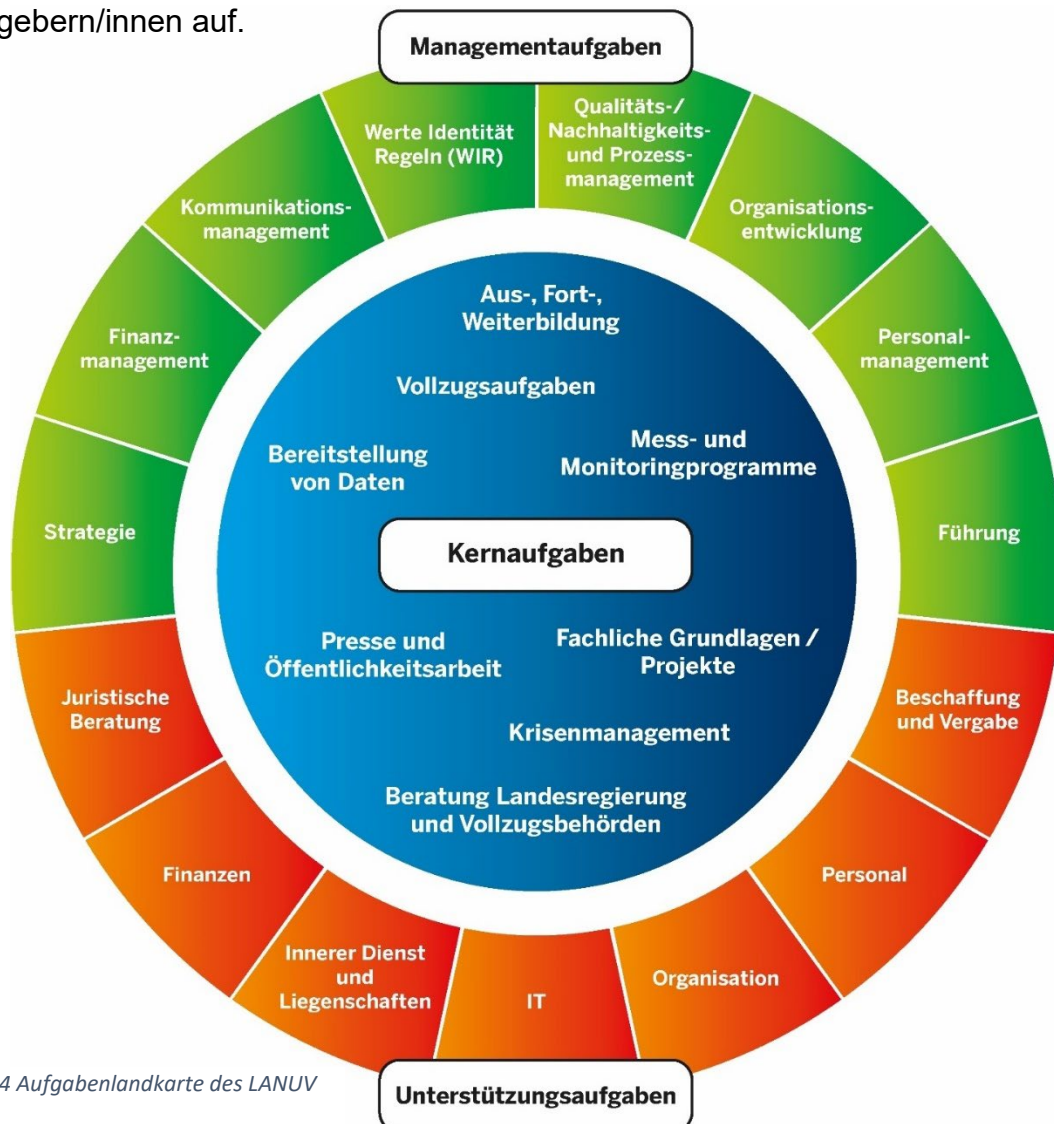 gebern/innen auf.
Managementaufgaben
Werte Identität
Regeln (WIR)
Qualitäts-/
Nachhaltigkeits-
und Prozess-
management
Kommunikations-
management
Organisations-
entwicklung
Finanz-
management
Personal-
management
Strategie
Führung
Aus-, Fort-,
Weiterbildung
Vollzugsaufgaben
Bereitstellung
von Daten
Mess- und
Monitoringprogramme
Kernaufgaben
Presse und
Öffentlichkeitsarbeit
Fachliche Grundlagen /
Projekte
Krisenmanagement
Beratung Landesregierung
und Vollzugsbehörden
Juristische
Beratung
Beschaffung
und Vergabe
Finanzen
Personal
Innerer Dienst
und
Liegenschaften
IT
Organisation
4 Aufgabenlandkarte des LANUV
Unterstützungsaufgaben